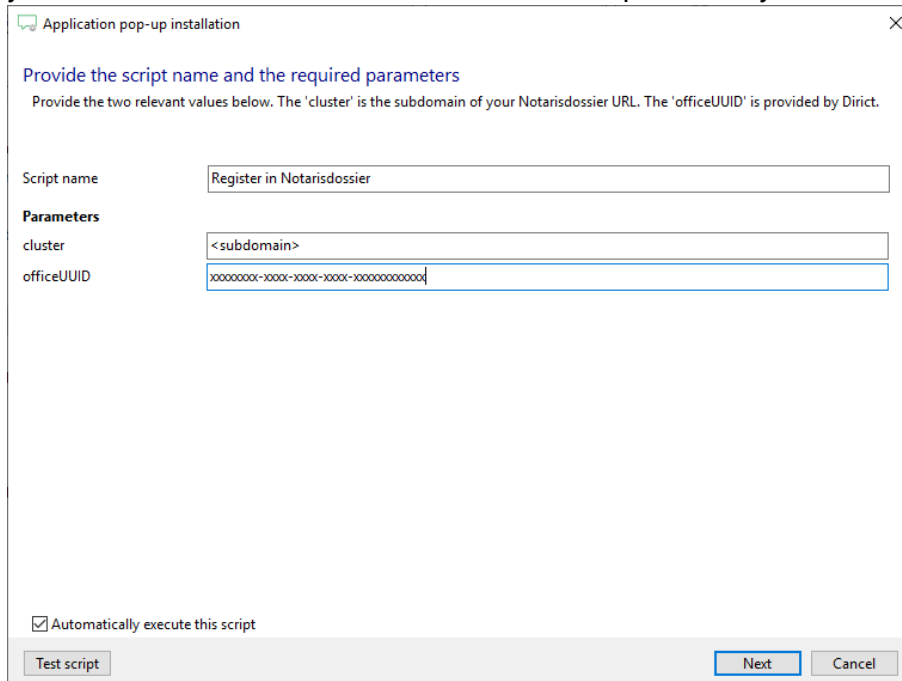 Application pop-up installation
Provide the script name and the required parameters
Provide the two relevant values below. The 'cluster' is the subdomain of your Notarisdossier URL. The 'officeUUID' is provided by Dirict.
Script name
Register in Notarisdossier
Parameters
cluster
<subdomain>
officeUUID
xxxxxxxx-xxxx-xxxx-xxxx-xxxxxxxxxxxx
Automatically execute this script
Test script
Next
Cancel